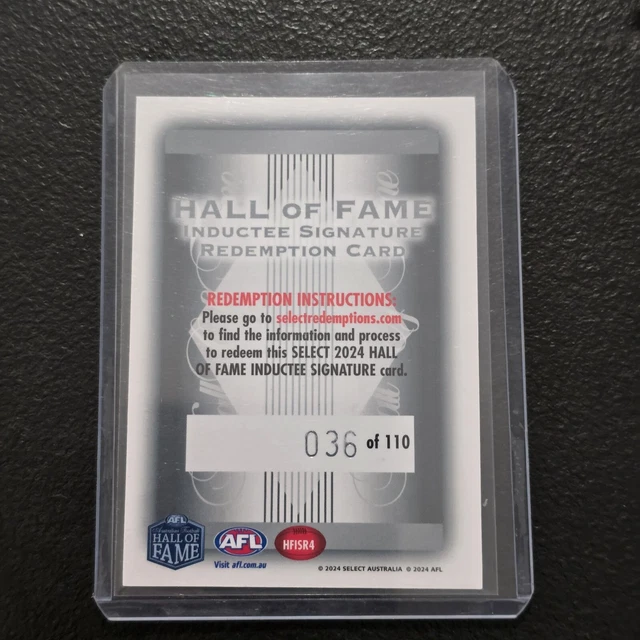 HALL OF FAME
INDUCTEE SIGNATURE
REDEMPTION CARD
REDEMPTION INSTRUCTIONS:
Please go to selectredemptions.com
to find the information and process
to redeem this SELECT 2024 HALL
OF FAME INDUCTEE SIGNATURE card.
036 of 110
AFL
HALL OF
FAME
AFL
Visit afl.com.au
HFISR4
© 2024 SELECT AUSTRALIA © 2024 AFL